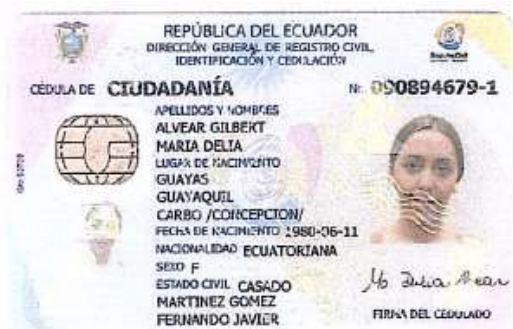 REPÚBLICA DEL ECUADOR
DIRECCIÓN GENERAL DE REGISTRO CIVIL,
IDENTIFICACIÓN Y CEDULACIÓN
CÉDULA DE CIUDADANÍA Nr. 090894679-1
APELLIDOS Y NOMBRES
ALVEAR GILBERT
MARIA DELIA
LUGAR DE NACIMIENTO
GUAYAS
GUAYAQUIL
CARBO /CONCEPCION/
FECHA DE NACIMIENTO 1980-06-11
NACIONALIDAD ECUATORIANA
SEXO F
ESTADO CIVIL CASADO
MARTINEZ GOMEZ
FERNANDO JAVIER
FIRMA DEL CEDULADO